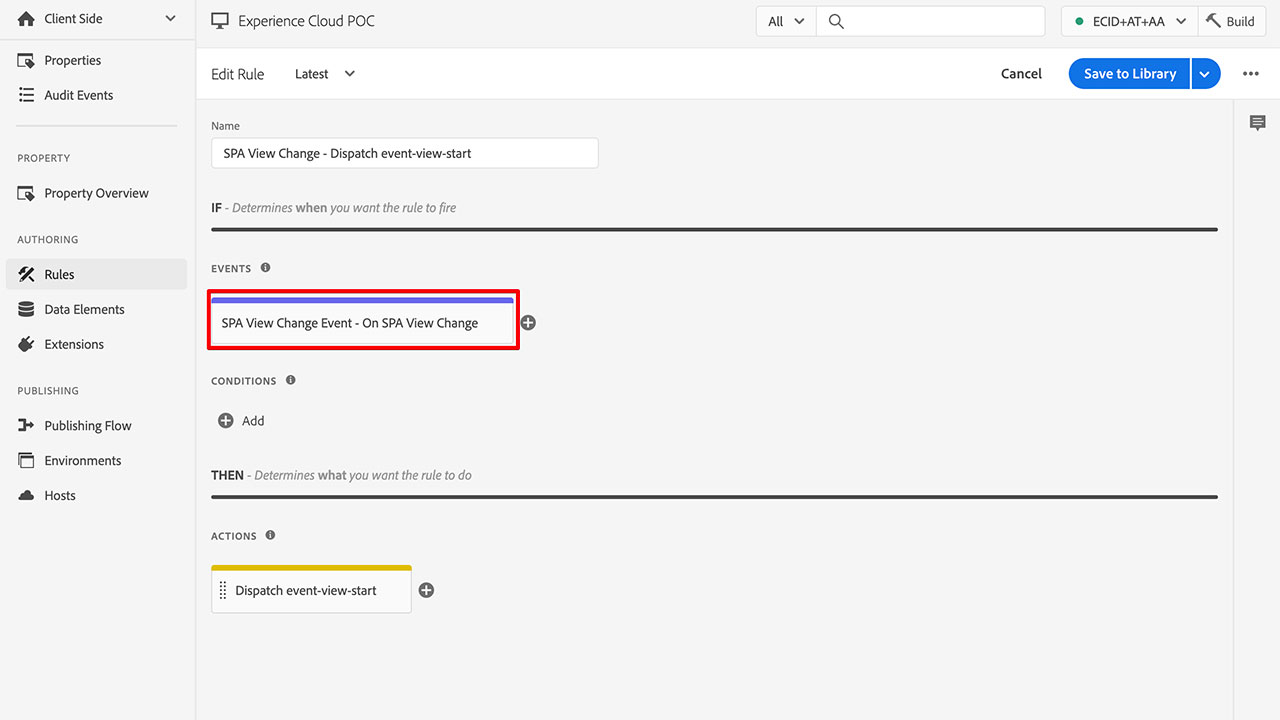 Client Side
Experience Cloud POC
All
ECID+AT+AA
Build
Properties
Audit Events
Edit Rule
Latest
Cancel
Save to Library
PROPERTY
Property Overview
AUTHORING
Rules
Data Elements
Extensions
PUBLISHING
Publishing Flow
Environments
Hosts
Name
SPA View Change - Dispatch event-view-start
IF - Determines when you want the rule to fire
EVENTS
SPA View Change Event - On SPA View Change
CONDITIONS
Add
THEN - Determines what you want the rule to do
ACTIONS
Dispatch event-view-start